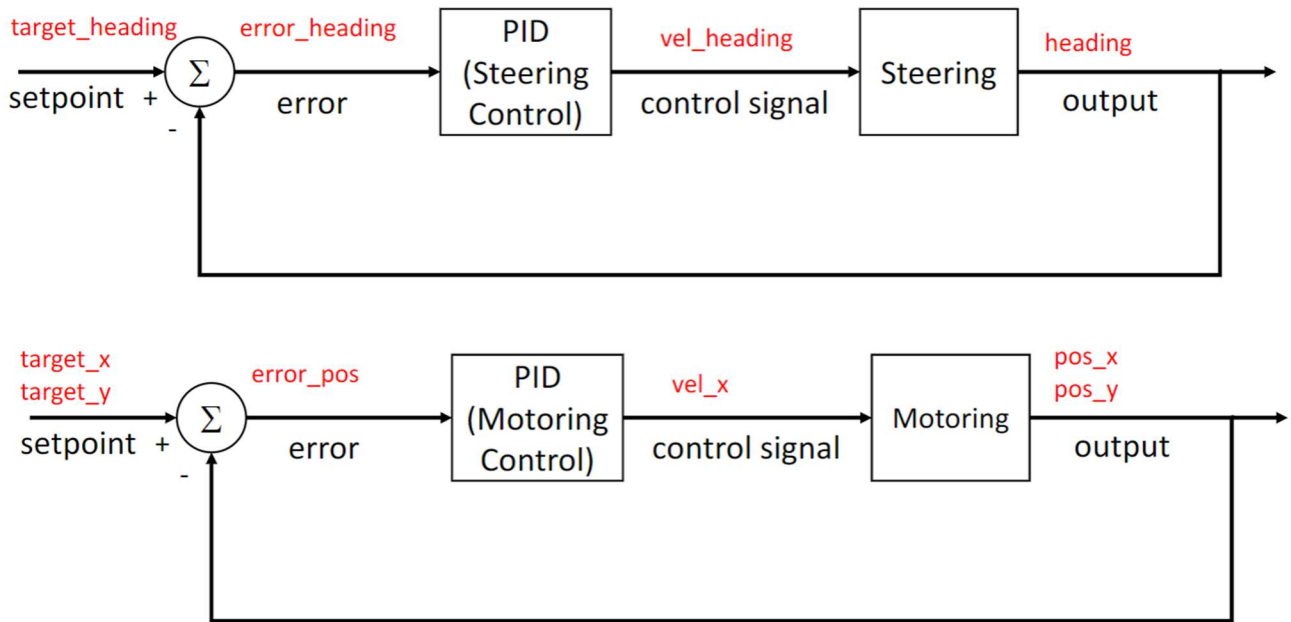 target_heading
error_heading
PID
(Steering
Control)
vel_heading
Steering
heading
Σ
setpoint +
-
error
control signal
output
target_x
target_y
error_pos
PID
(Motoring
Control)
vel_x
Motoring
pos_x
pos_y
Σ
setpoint +
-
error
control signal
output